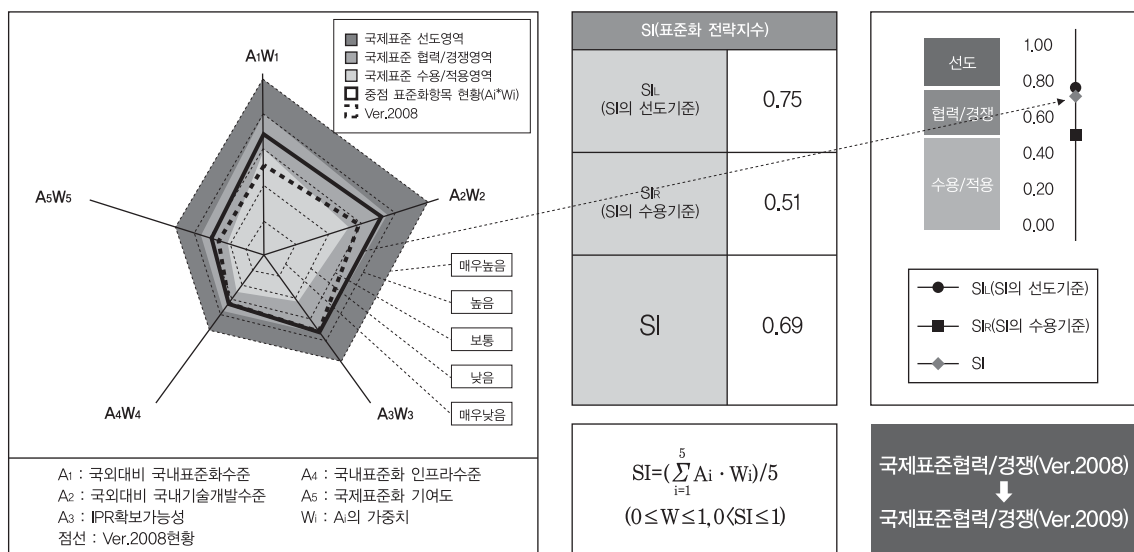 국제표준 선도영역
국제표준 협력/경쟁영역
국제표준 수용/적용영역
중점 표준화항목 현황(Ai*Wi)
Ver.2008
A1W1
A2W2
A3W3
A4W4
A5W5
매우높음
높음
보통
낮음
매우낮음
A1 : 국외대비 국내표준화수준
A2 : 국외대비 국내기술개발수준
A3 : IPR확보가능성
점선 : Ver.2008현황
A4 : 국내표준화 인프라수준
A5 : 국제표준화 기여도
Wi : Ai의 가중치
SI(표준화 전략지수)
SIL
(SI의 선도기준)
0.75
SIR
(SI의 수용기준)
0.51
SI
0.69
SI=(5∑i=1 Ai · Wi)/5
(0≤W≤1, 0〈SI≤1)
선도
협력/경쟁
수용/적용
1.00
0.80
0.60
0.40
0.20
0.00
SIL(SI의 선도기준)
SIR(SI의 수용기준)
SI
국제표준협력/경쟁(Ver.2008)
국제표준협력/경쟁(Ver.2009)